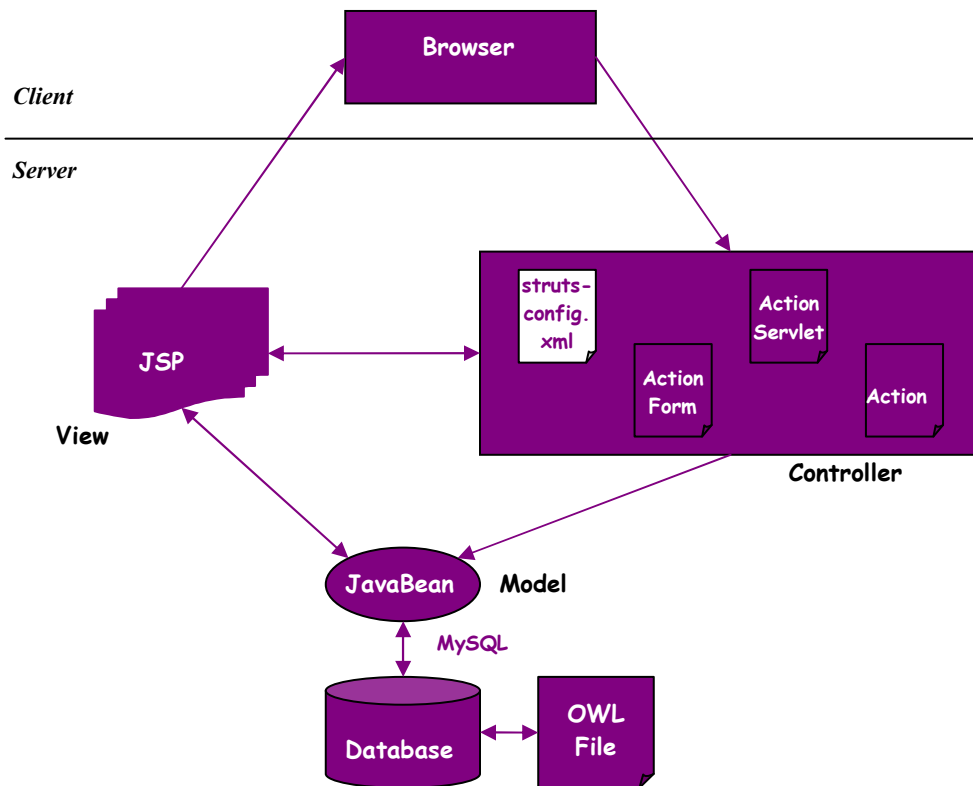 Browser
Client
Server
struts-
config.
xml
Action
Servlet
JSP
Action
Form
Action
View
Controller
JavaBean
Model
MySQL
Database
OWL
File